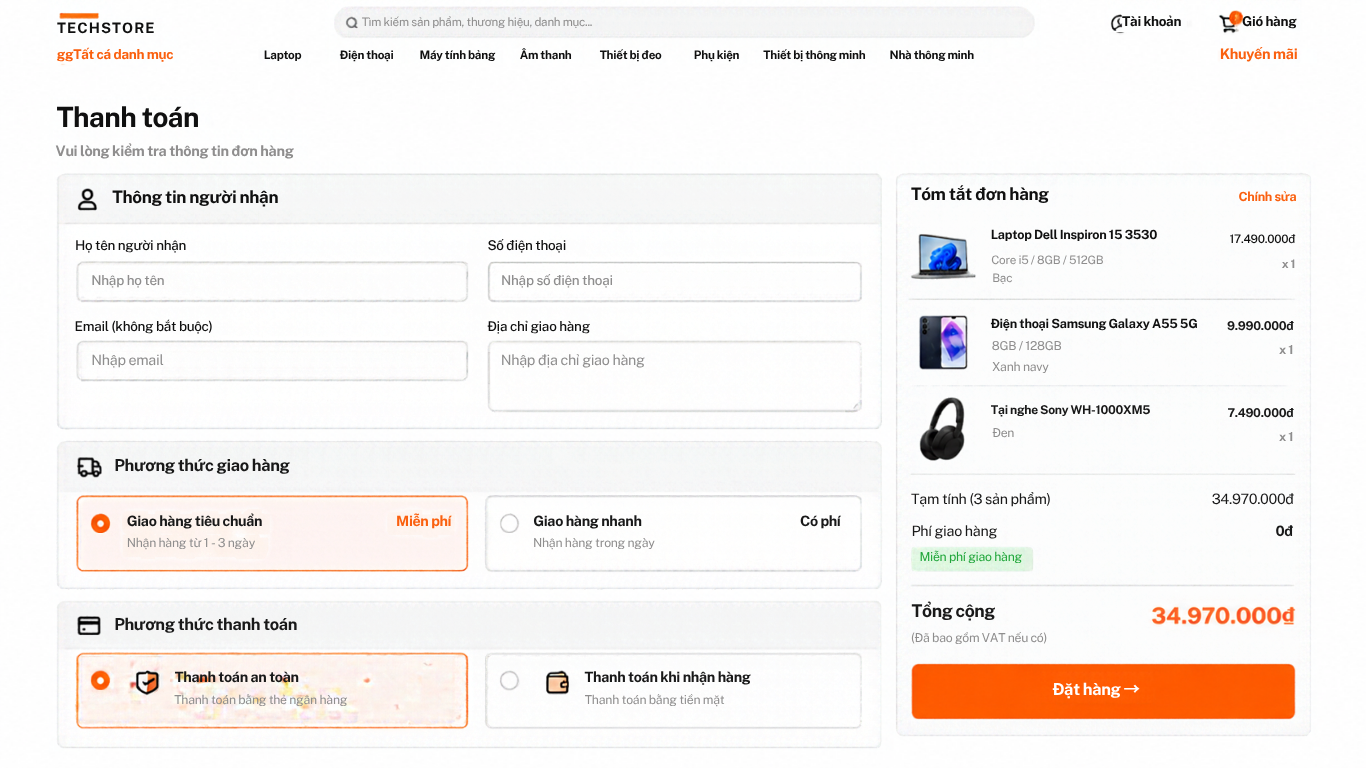 TECHSTORE
Tìm kiếm sản phẩm, thương hiệu, danh mục...
Tài khoản
Giỏ hàng
ggTất cả danh mục
Laptop
Điện thoại
Máy tính bảng
Âm thanh
Thiết bị đeo
Phụ kiện
Thiết bị thông minh
Nhà thông minh
Khuyến mãi
Thanh toán
Vui lòng kiểm tra thông tin đơn hàng
Thông tin người nhận
Họ tên người nhận
Số điện thoại
Nhập họ tên
Nhập số điện thoại
Email (không bắt buộc)
Địa chỉ giao hàng
Nhập email
Nhập địa chỉ giao hàng
Phương thức giao hàng
Giao hàng tiêu chuẩn
Miễn phí
Nhận hàng từ 1 - 3 ngày
Giao hàng nhanh
Có phí
Nhận hàng trong ngày
Phương thức thanh toán
Thanh toán an toàn
Thanh toán bằng thẻ ngân hàng
Thanh toán khi nhận hàng
Thanh toán bằng tiền mặt
Tóm tắt đơn hàng
Chỉnh sửa
Laptop Dell Inspiron 15 3530
17.490.000đ
Core i5 / 8GB / 512GB
x 1
Bạc
Điện thoại Samsung Galaxy A55 5G
9.990.000đ
8GB / 128GB
x 1
Xanh navy
Tại nghe Sony WH-1000XM5
7.490.000đ
Đen
x 1
Tạm tính (3 sản phẩm)
34.970.000đ
Phí giao hàng
0đ
Miễn phí giao hàng
Tổng cộng
34.970.000đ
(Đã bao gồm VAT nếu có)
Đặt hàng →